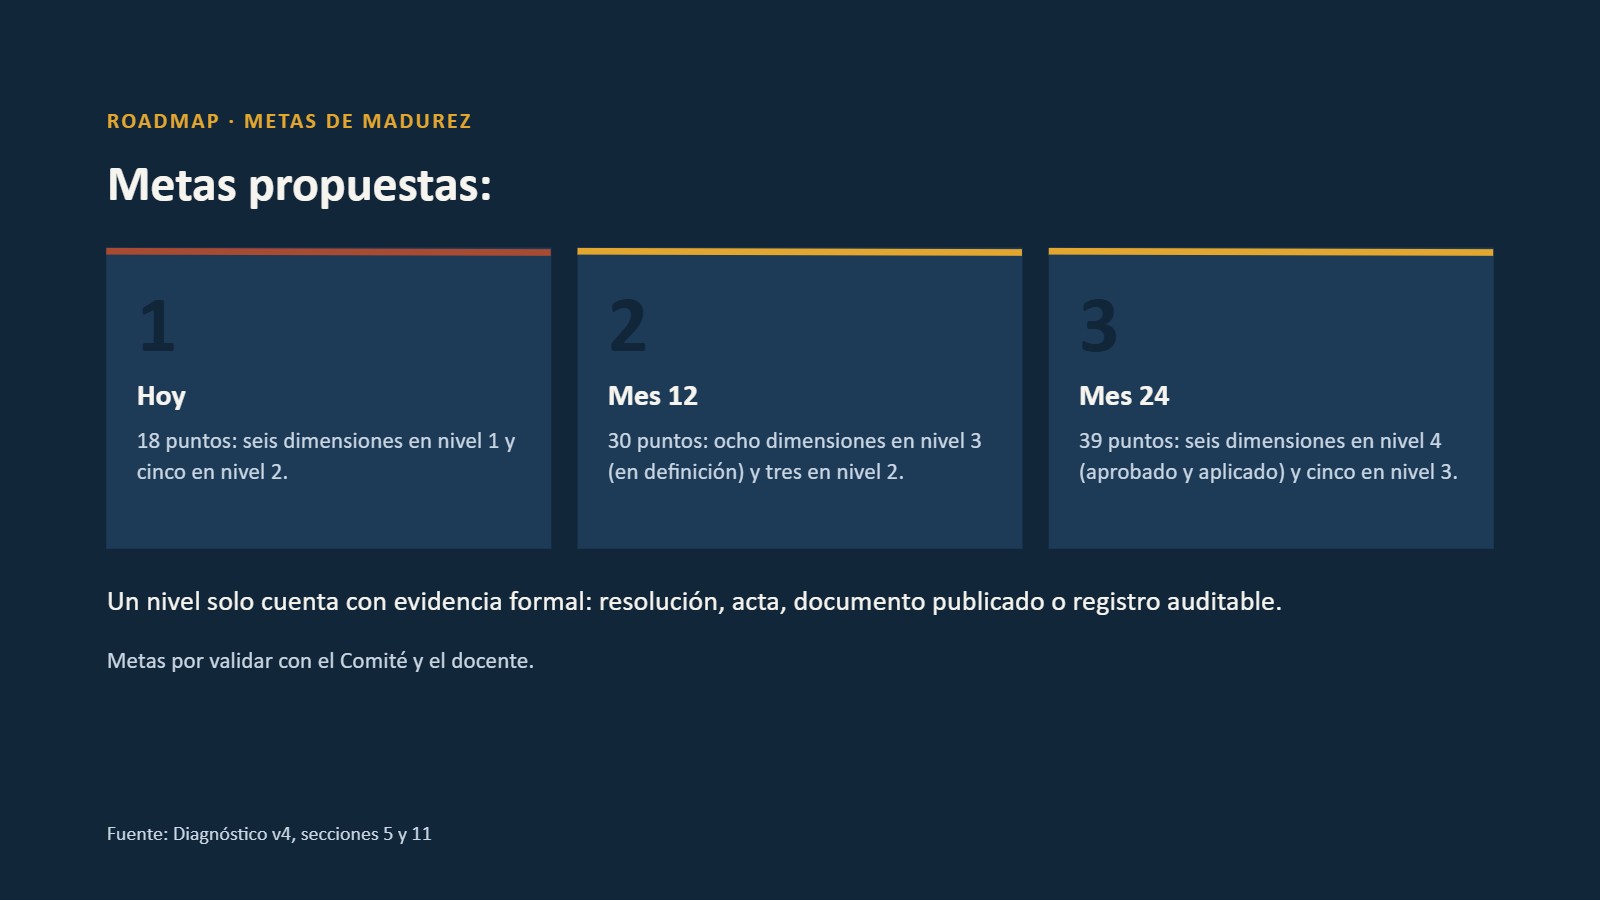 ROADMAP · METAS DE MADUREZ
Metas propuestas:
1
Hoy
18 puntos: seis dimensiones en nivel 1 y
cinco en nivel 2.
2
Mes 12
30 puntos: ocho dimensiones en nivel 3
(en definición) y tres en nivel 2.
3
Mes 24
39 puntos: seis dimensiones en nivel 4
(aprobado y aplicado) y cinco en nivel 3.
Un nivel solo cuenta con evidencia formal: resolución, acta, documento publicado o registro auditable.
Metas por validar con el Comité y el docente.
Fuente: Diagnóstico v4, secciones 5 y 11